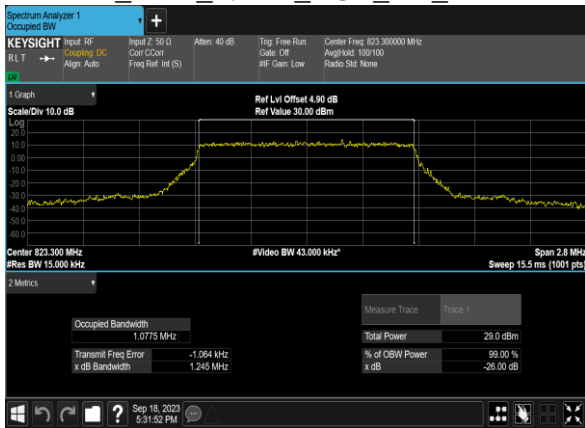 Spectrum Analyzer 1
Occupied BW
+
KEYSIGHT Input: RF Input Z: 50 Ω Atten: 40 dB Trig: Free Run Center Freq: 823.300000 MHz
RLT Coupling: DC Corr CCorr Gate: Off Avg|Hold: 100/100
Align: Auto Freq Ref: Int (S) #IF Gain: Low Radio Std: None
LNI
1 Graph
Ref Lvl Offset 4.90 dB
Scale/Div 10.0 dB Ref Value 30.00 dBm
Log
20.0
10.0
0.00
-10.0
-20.0
-30.0
-40.0
-50.0
-60.0
Center 823.300 MHz #Video BW 43.000 kHz* Span 2.8 MHz
#Res BW 15.000 kHz Sweep 15.5 ms (1001 pts)
2 Metrics
Measure Trace Trace 1
Occupied Bandwidth
1.0775 MHz Total Power 29.0 dBm
Transmit Freq Error -1.064 kHz % of OBW Power 99.00 %
x dB Bandwidth 1.245 MHz x dB -26.00 dB
? Sep 18, 2023
5:31:52 PM